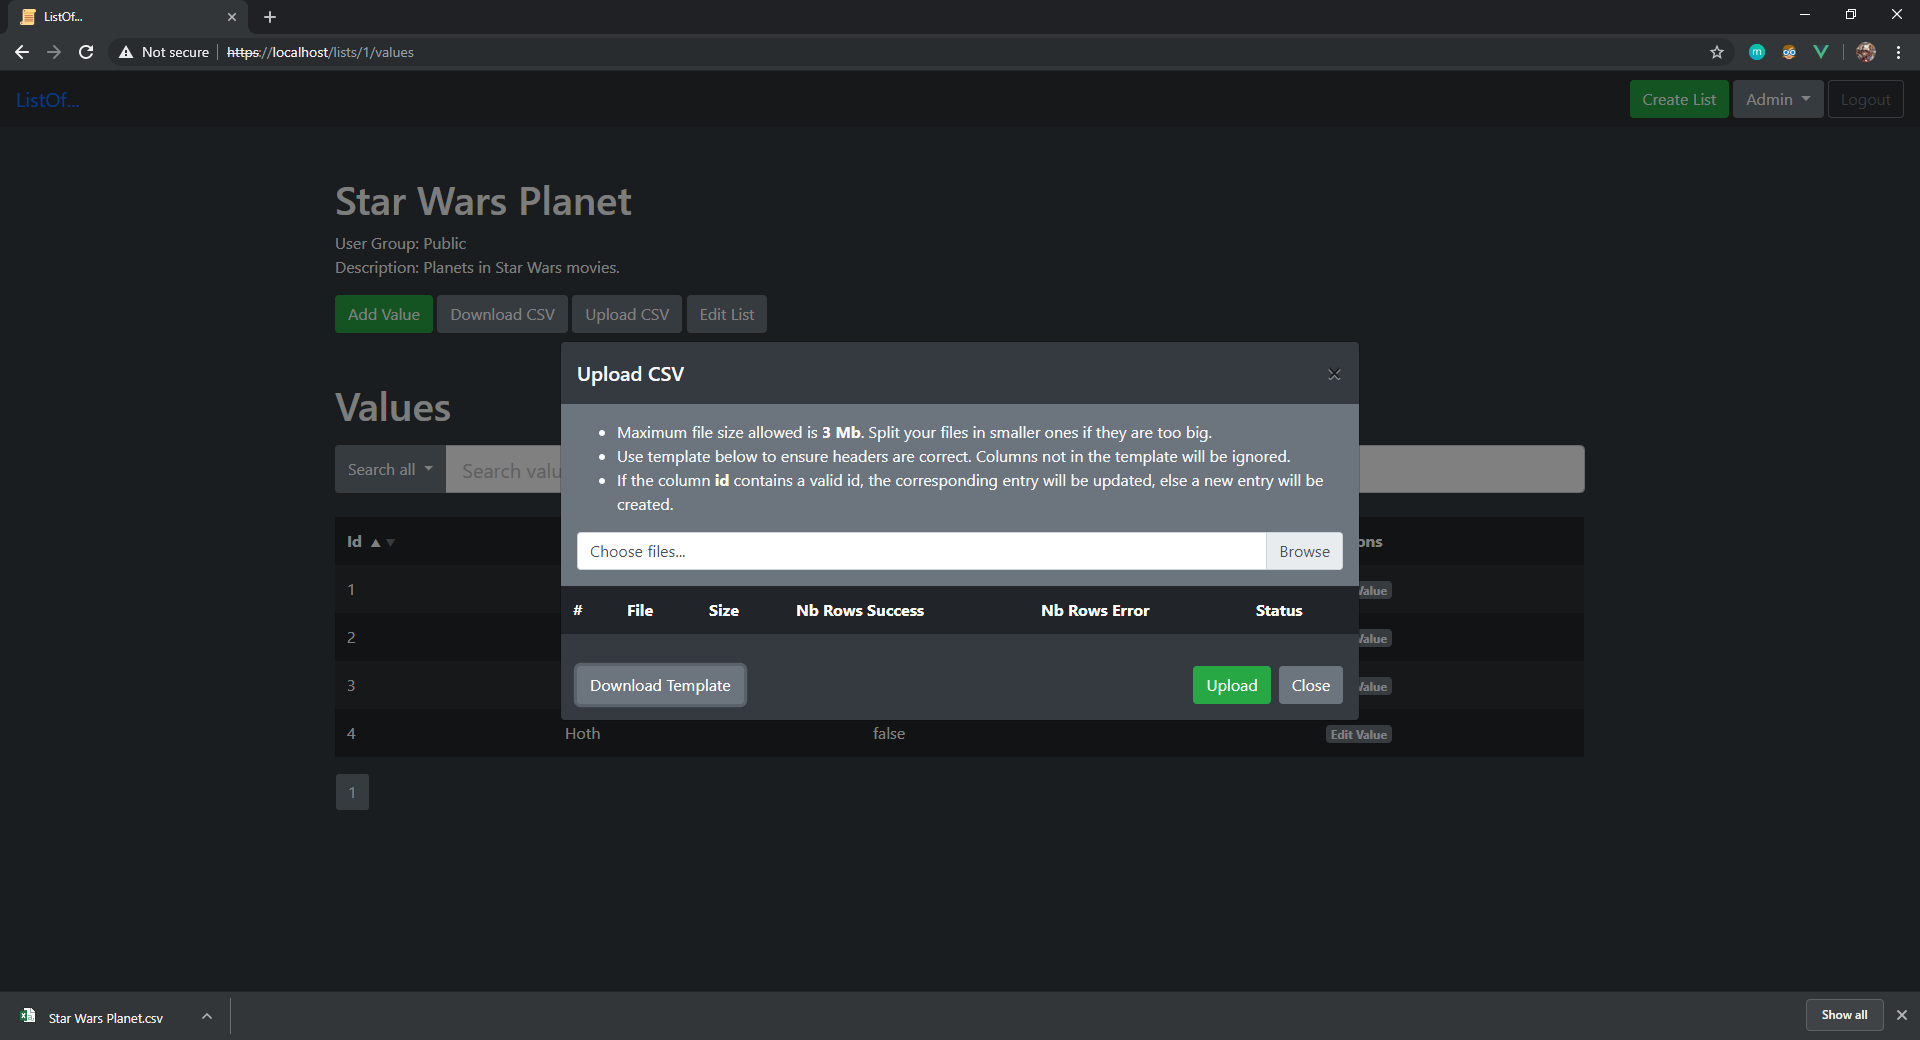 ListOf...
Not secure
https://localhost/lists/1/values
m
ListOf...
Create List
Admin
Logout
Star Wars Planet
User Group: Public
Description: Planets in Star Wars movies.
Add Value
Download CSV
Upload CSV
Edit List
Upload CSV
×
Values
Maximum file size allowed is 3 Mb. Split your files in smaller ones if they are too big.
Use template below to ensure headers are correct. Columns not in the template will be ignored.
If the column id contains a valid id, the corresponding entry will be updated, else a new entry will be
created.
Search all
Search valu
Choose files...
Browse
Id ▲▼
ons
1
Value
# File Size Nb Rows Success Nb Rows Error Status
2
Value
3
Value
Download Template
Upload
Close
4 Hoth false Edit Value
1
Star Wars Planet.csv
Show all